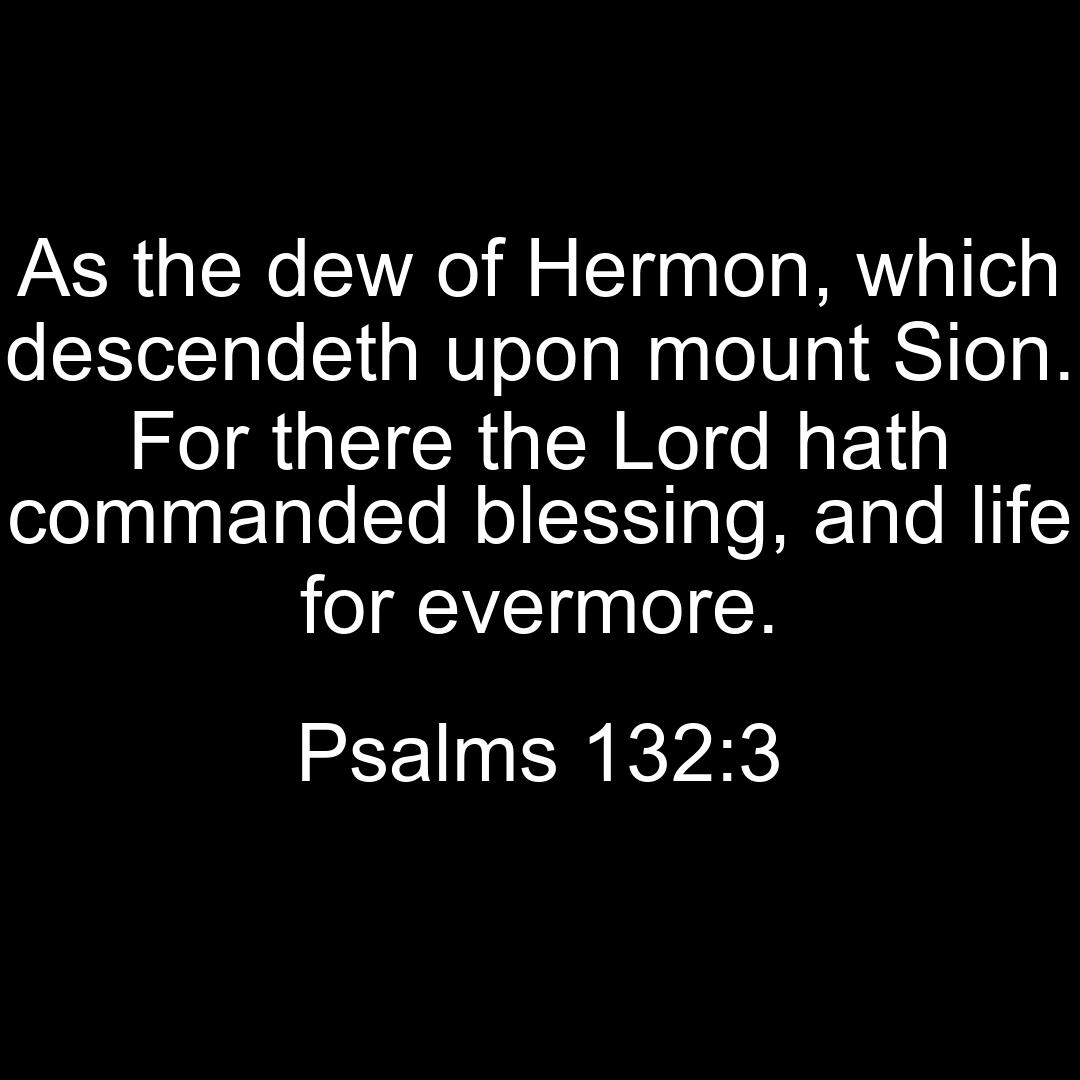 As the dew of Hermon, which
descendeth upon mount Sion.
For there the Lord hath
commanded blessing, and life
for evermore.
Psalms 132:3